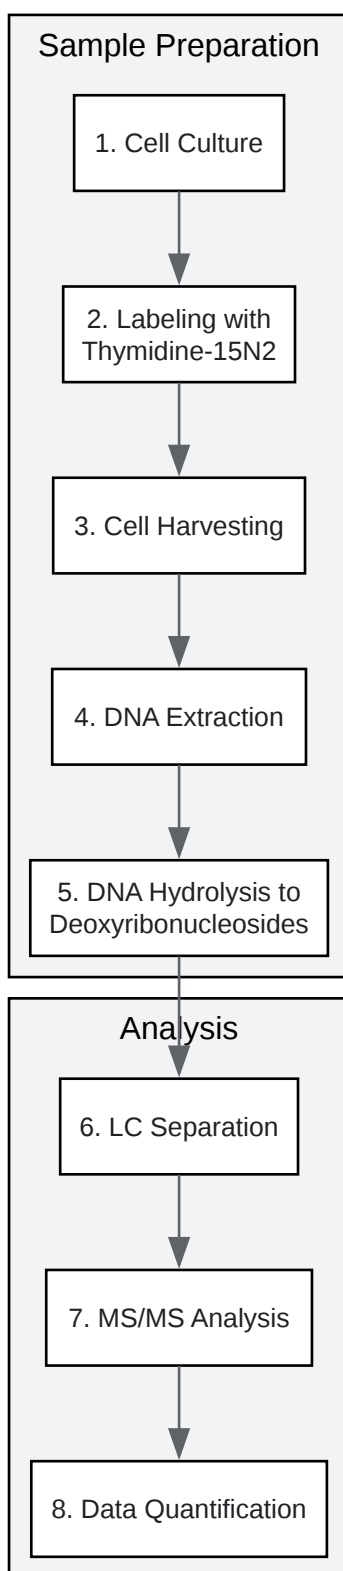 Sample Preparation
1. Cell Culture
2. Labeling with
Thymidine-15N2
3. Cell Harvesting
4. DNA Extraction
5. DNA Hydrolysis to
Deoxyribonucleosides
Analysis
6. LC Separation
7. MS/MS Analysis
8. Data Quantification